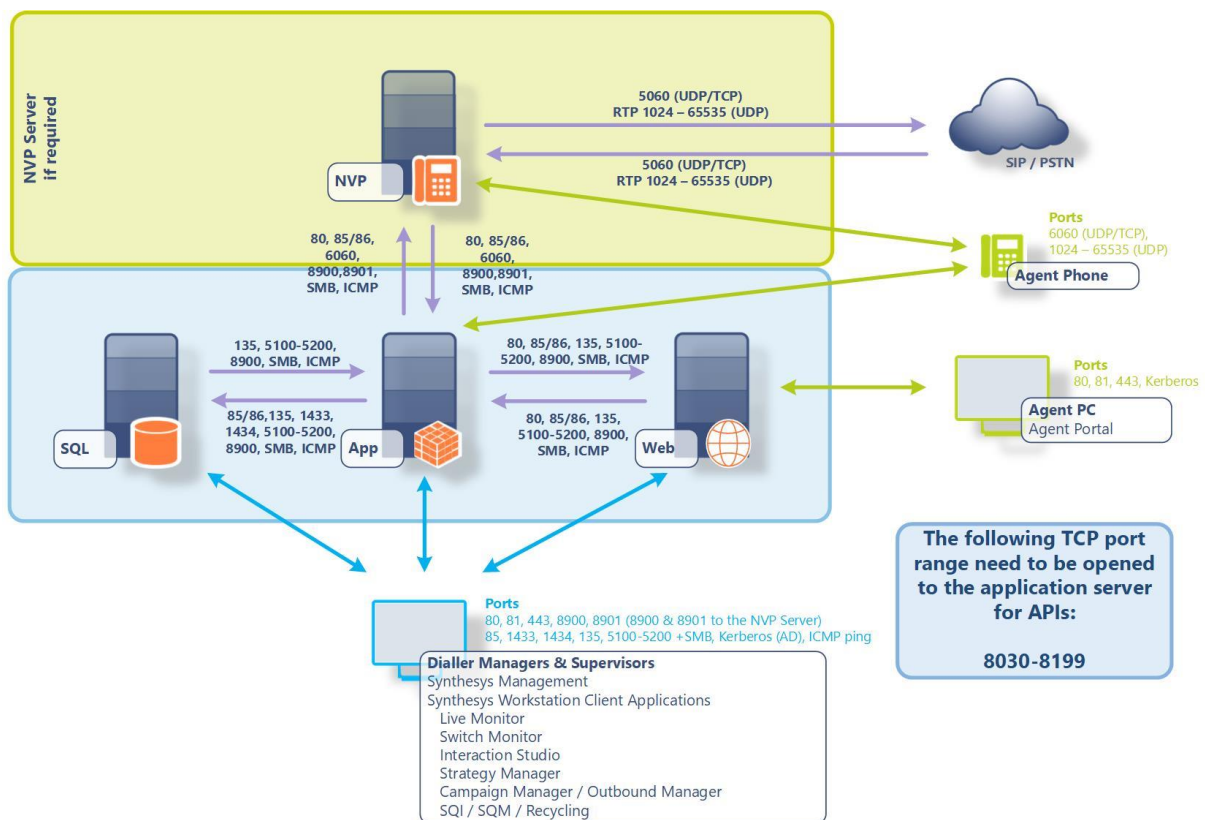 NVP Server
if required
NVP
5060 (UDP/TCP)
RTP 1024 – 65535 (UDP)
5060 (UDP/TCP)
RTP 1024 – 65535 (UDP)
SIP / PSTN
Ports
6060 (UDP/TCP),
1024 – 65535 (UDP)
Agent Phone
80, 85/86,
6060,
8900,8901,
SMB, ICMP
80, 85/86,
6060,
8900,8901,
SMB, ICMP
135, 5100-5200,
8900, SMB, ICMP
85/86,135, 1433,
1434, 5100-5200,
8900, SMB, ICMP
80, 85/86, 135, 5100-
5200, 8900, SMB, ICMP
80, 85/86, 135,
5100-5200, 8900,
SMB, ICMP
SQL
App
Web
Ports
80, 81, 443, Kerberos
Agent PC
Agent Portal
The following TCP port
range need to be opened
to the application server
for APIs:
8030-8199
Ports
80, 81, 443, 8900, 8901 (8900 & 8901 to the NVP Server)
85, 1433, 1434, 135, 5100-5200 +SMB, Kerberos (AD), ICMP ping
Dialler Managers & Supervisors
Synthesys Management
Synthesys Workstation Client Applications
Live Monitor
Switch Monitor
Interaction Studio
Strategy Manager
Campaign Manager / Outbound Manager
SQI / SQM / Recycling